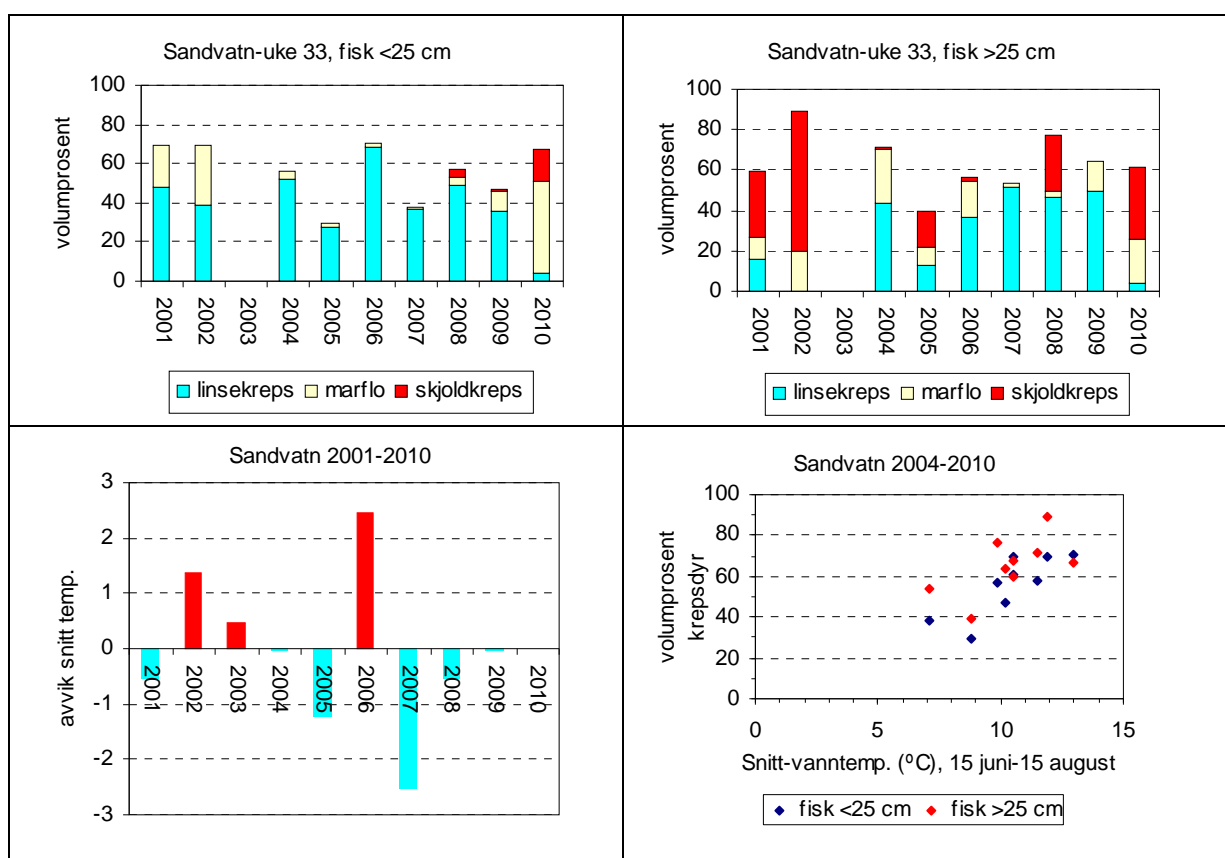 Sandvatn-uke 33, fisk <25 cm
volumprosent
100
80
60
40
20
0
2001 2002 2003 2004 2005 2006 2007 2008 2009 2010
linsekreps marflo skjoldkreps
Sandvatn-uke 33, fisk >25 cm
volumprosent
100
80
60
40
20
0
2001 2002 2003 2004 2005 2006 2007 2008 2009 2010
linsekreps marflo skjoldkreps
Sandvatn 2001-2010
avvik snitt temp.
3
2
1
0
-1
-2
-3
2001 2002 2003 2004 2005 2006 2007 2008 2009 2010
Sandvatn 2004-2010
volumprosent
krepsdyr
100
80
60
40
20
0
0 5 10 15
Snitt-vanntemp. (ºC), 15 juni-15 august
fisk <25 cm fisk >25 cm